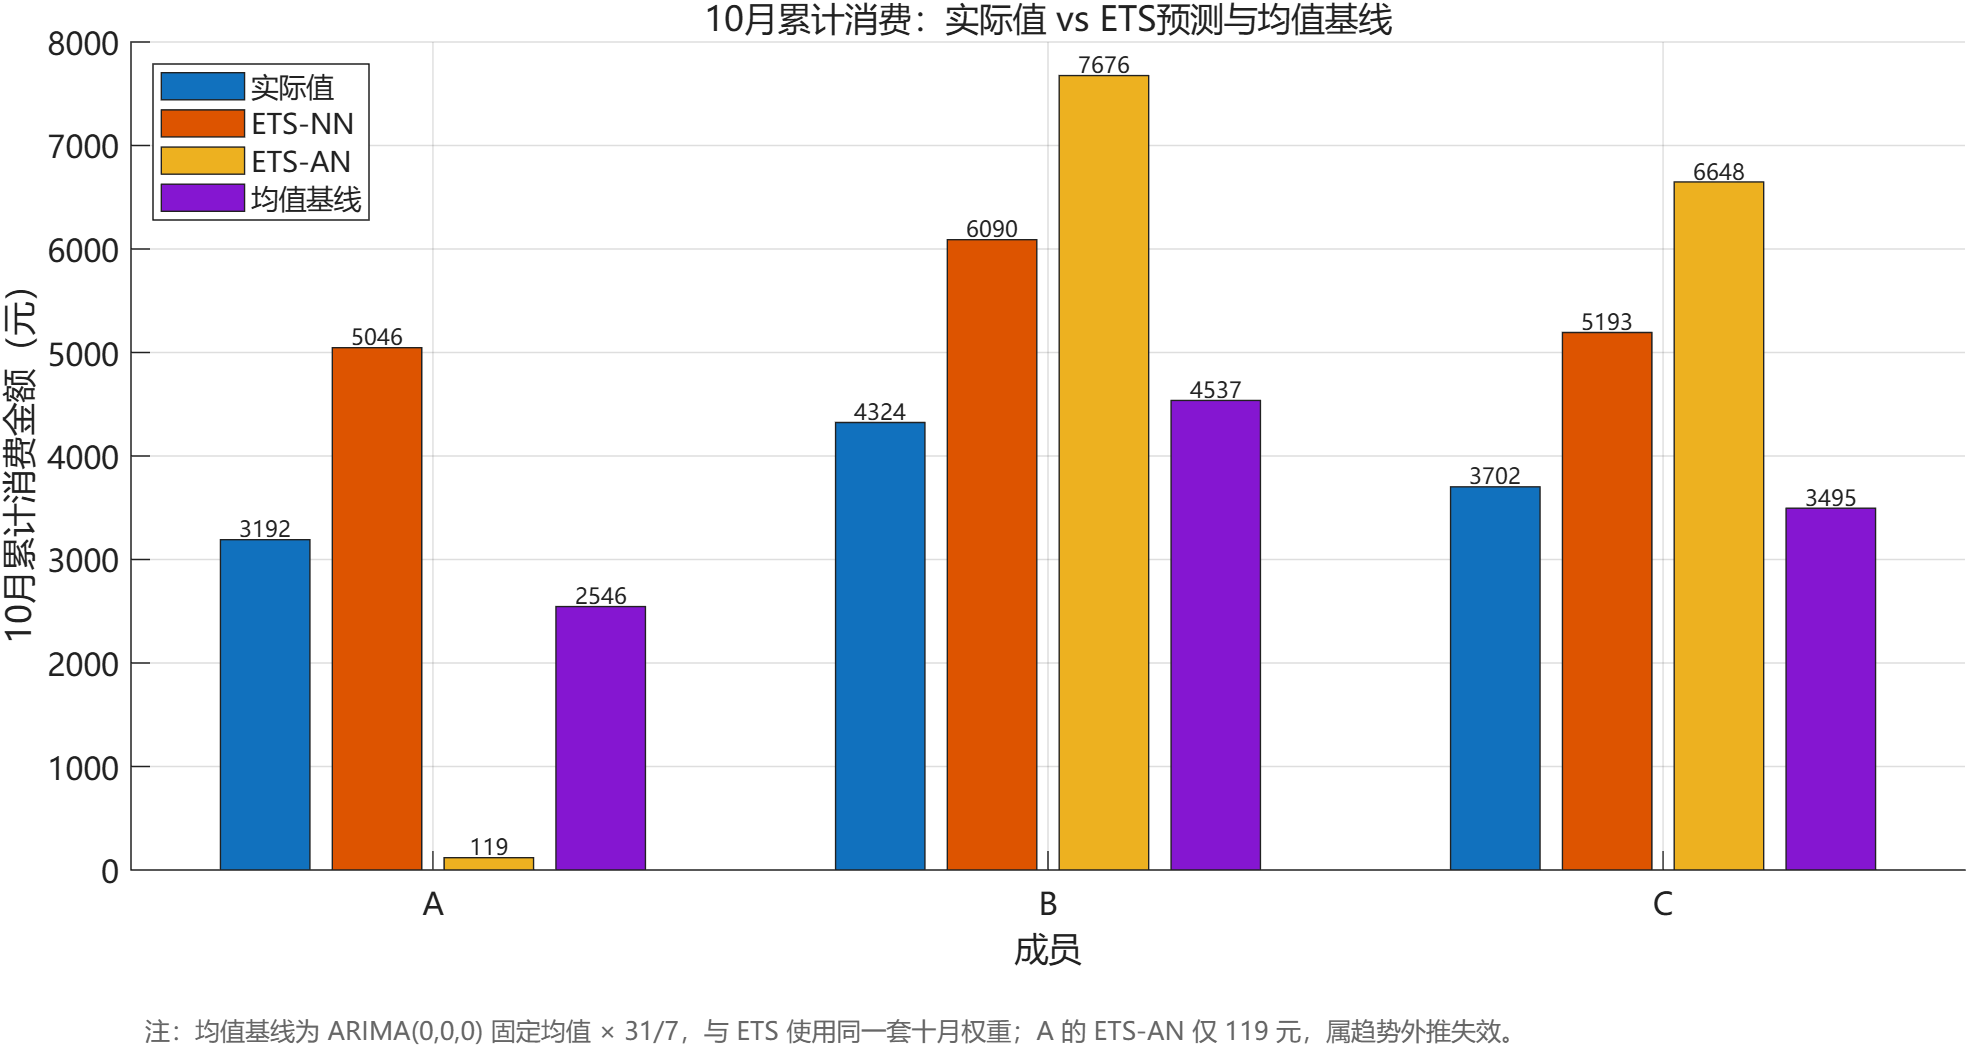 10月累计消费：实际值 vs ETS预测与均值基线
8000
7000
6000
5000
4000
3000
2000
1000
0
10月累计消费金额（元）
实际值
ETS-NN
ETS-AN
均值基线
3192
5046
119
2546
4324
6090
7676
4537
3702
5193
6648
3495
A
B
C
成员
注：均值基线为 ARIMA(0,0,0) 固定均值 × 31/7，与 ETS 使用同一套十月权重；A 的 ETS-AN 仅 119 元，属趋势外推失效。